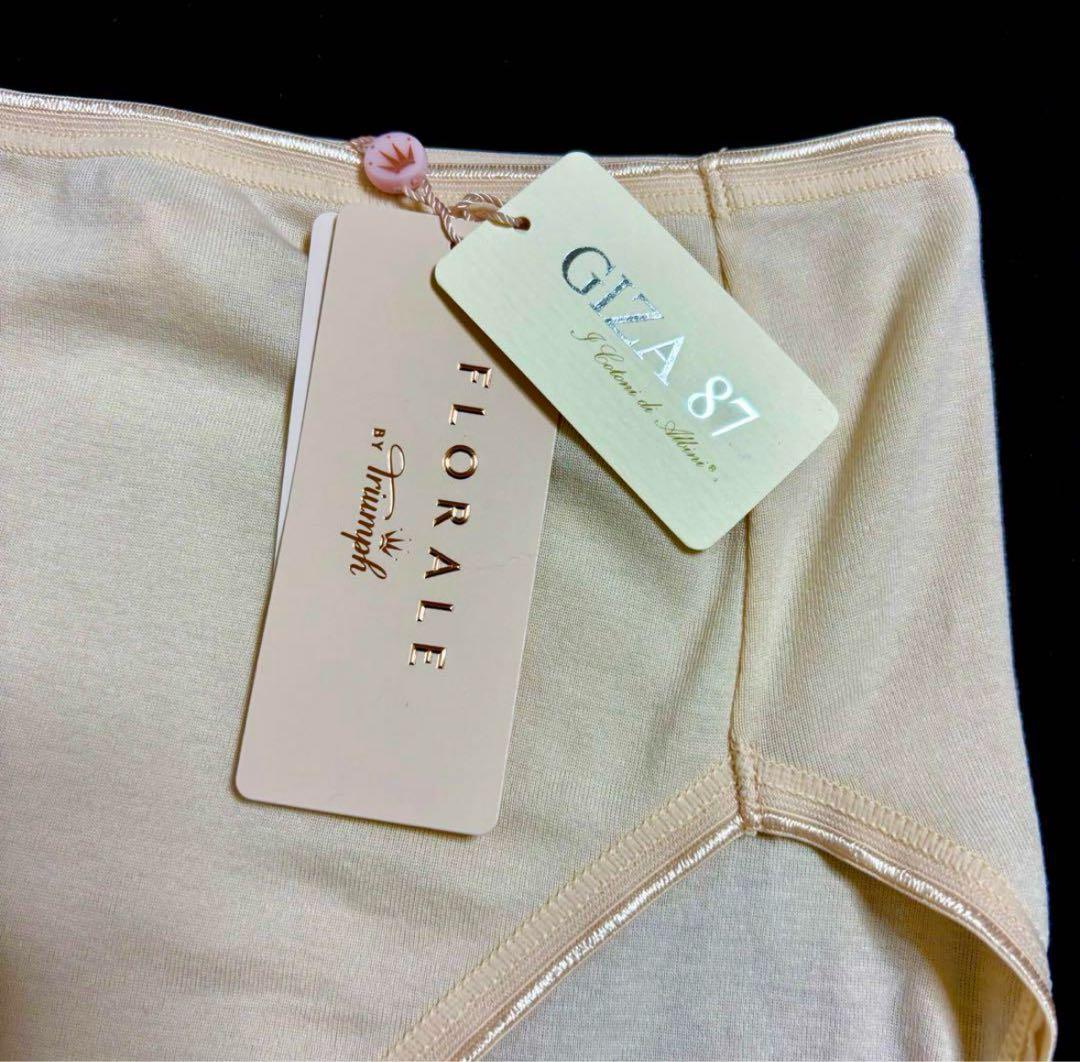 GIZA 87
I Cotoni di Albini®
FLORALE
BY Triumph